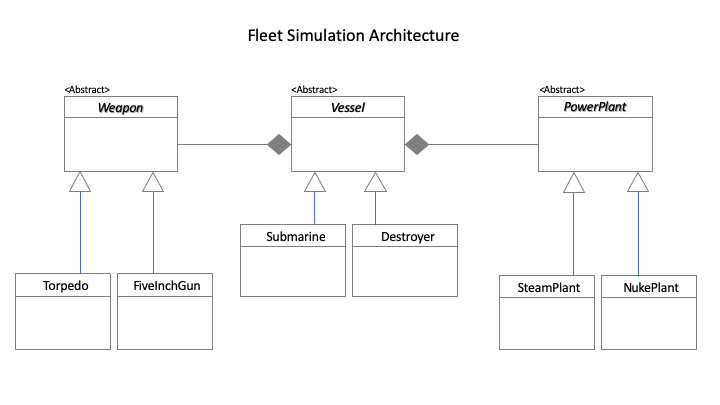 Fleet Simulation Architecture
<Abstract>
Weapon
<Abstract>
Vessel
<Abstract>
PowerPlant
Submarine
Destroyer
Torpedo
FiveInchGun
SteamPlant
NukePlant